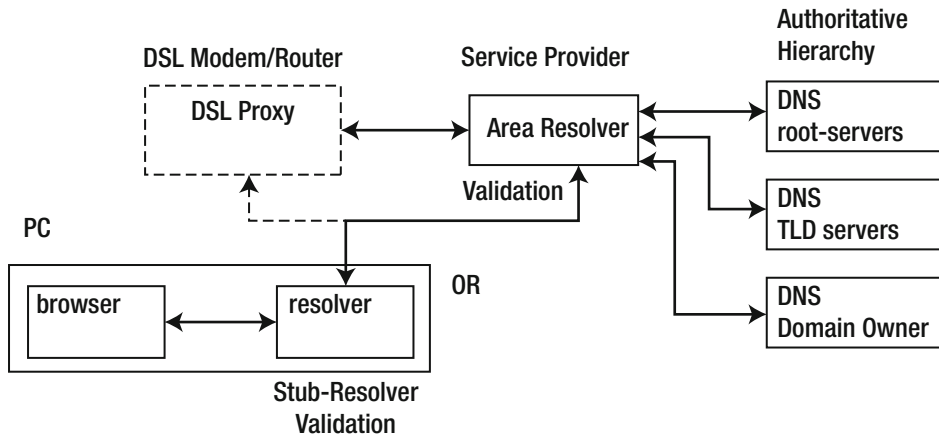 Authoritative
Hierarchy
DSL Modem/Router
Service Provider
DSL Proxy
Area Resolver
DNS
root-servers
Validation
DNS
TLD servers
PC
OR
browser
resolver
DNS
Domain Owner
Stub-Resolver
Validation